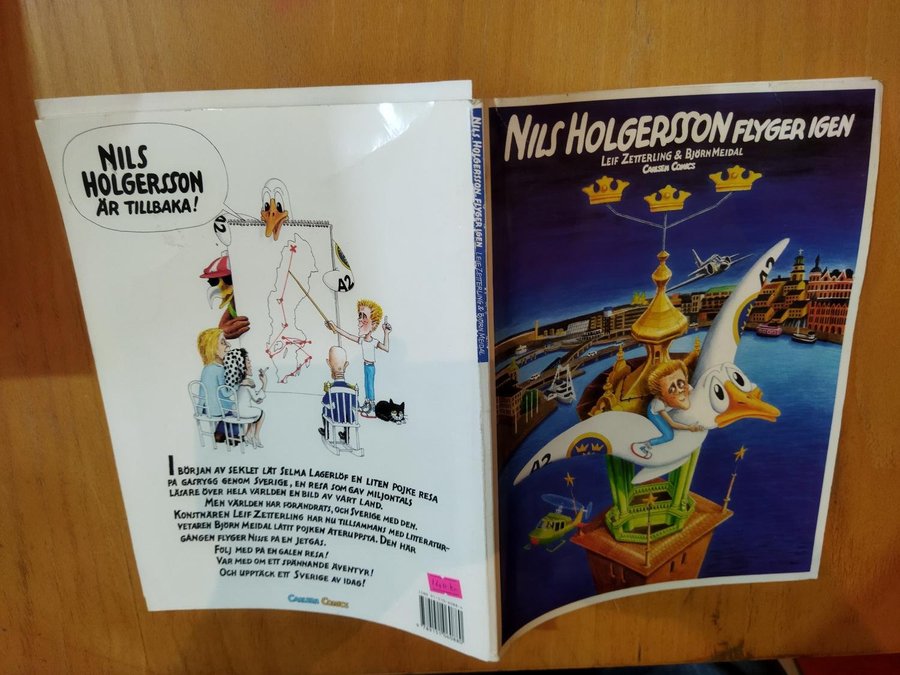 NILS
HOLGERSSON
ÄR TILLBAKA!
A2
A2
I BÖRJAN AV SEKLET LÄT SELMA LAGERLÖF EN LITEN POJKE RESA
PÅ GÅSRYGG GENOM SVERIGE, EN RESA SOM GAV MILJONTALS
LÄSARE ÖVER HELA VÄRLDEN EN BILD AV VÅRT LAND.
MEN VÄRLDEN HAR FÖRÄNDRATS, OCH SVERIGE MED DEN.
KONSTNÄREN LEIF ZETTERLING HAR NU TILLSAMMANS MED LITTERATUR-
VETAREN BJÖRN MEIDAL LÅTIT POJKEN ÅTERUPPSTÅ. DEN HÄR
GÅNGEN FLYGER NISSE PÅ EN JETGÅS.
FÖLJ MED PÅ EN GALEN RESA!
VAR MED OM ETT SPÄNNANDE ÄVENTYR!
OCH UPPTÄCK ETT SVERIGE AV IDAG!
CARLSEN COMICS
NILS HOLGERSSON FLYGER IGEN LEIF ZETTERLING & BJÖRN MEIDAL
NILS HOLGERSSON FLYGER IGEN
LEIF ZETTERLING & BJÖRN MEIDAL
CARLSEN COMICS
A2
A2